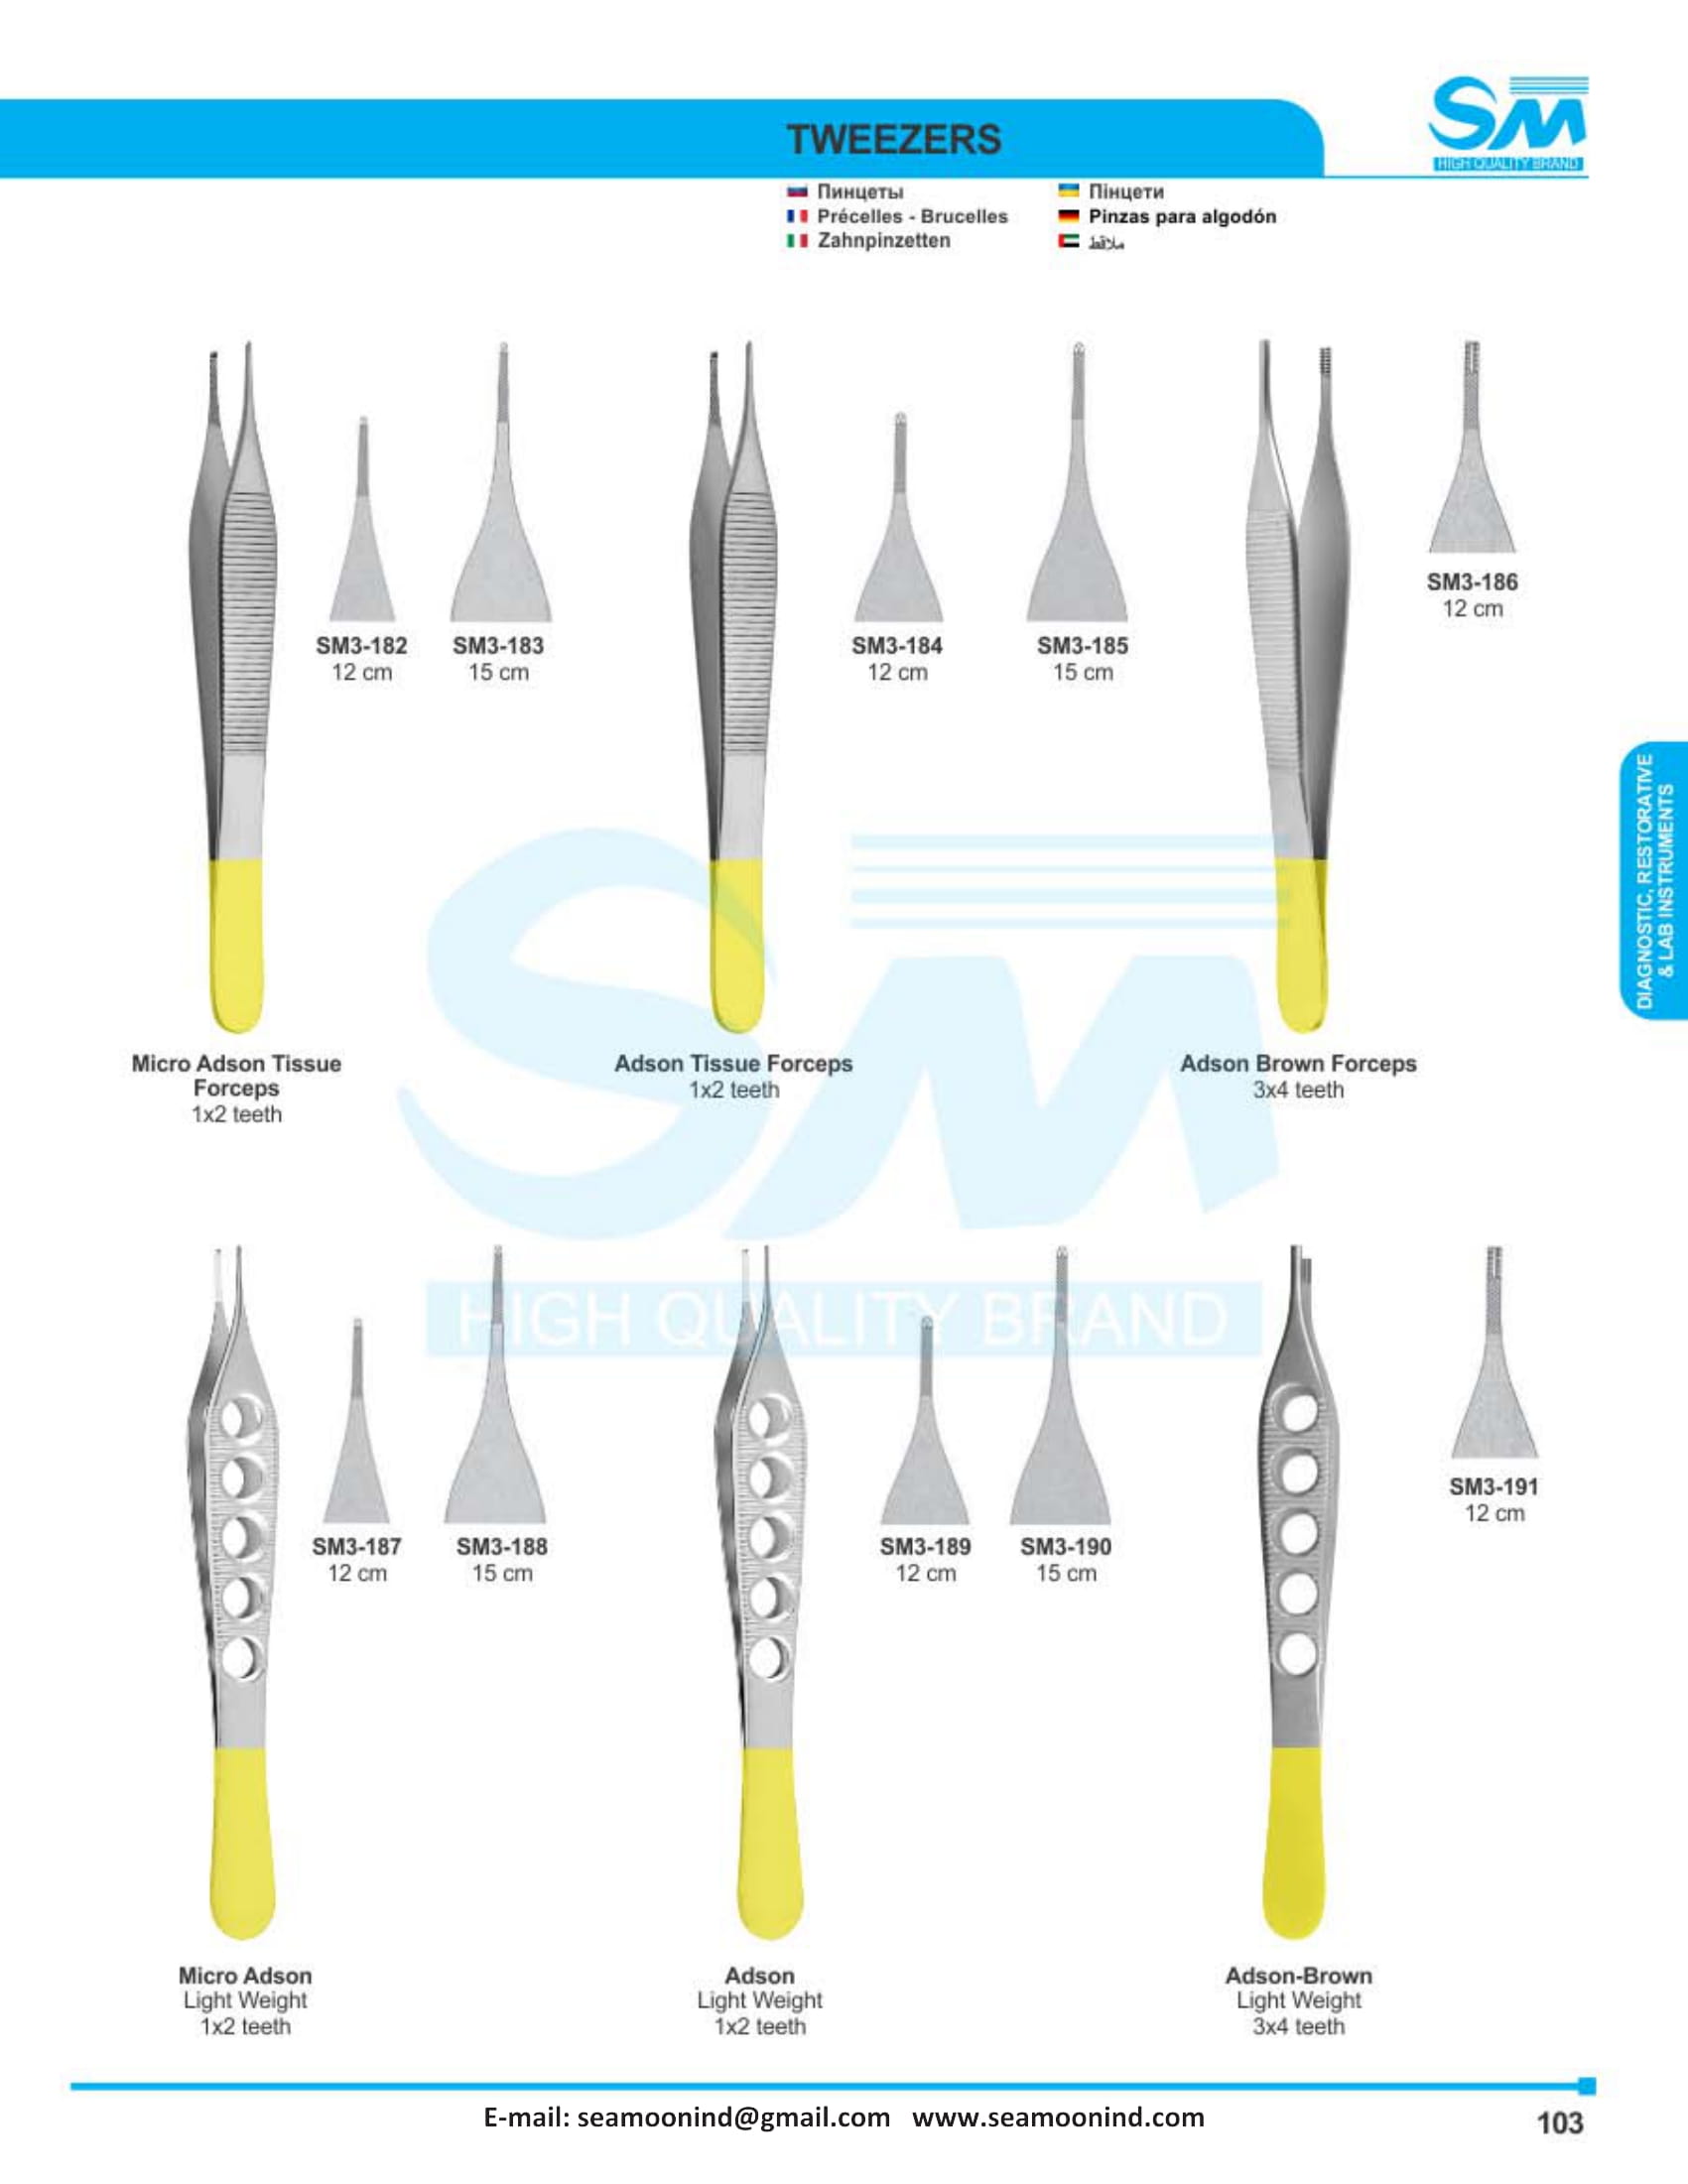 TWEEZERS
SM
HIGH QUALITY BRAND
Пинцеты
Précelles - Brucelles
Zahnpinzetten
Пінцети
Pinzas para algodón
ملاقط
SM3-182
12 cm
SM3-183
15 cm
SM3-184
12 cm
SM3-185
15 cm
SM3-186
12 cm
DIAGNOSTIC, RESTORATIVE
& LAB INSTRUMENTS
Micro Adson Tissue
Forceps
1x2 teeth
Adson Tissue Forceps
1x2 teeth
Adson Brown Forceps
3x4 teeth
SM
HIGH QUALITY BRAND
SM3-187
12 cm
SM3-188
15 cm
SM3-189
12 cm
SM3-190
15 cm
SM3-191
12 cm
Micro Adson
Light Weight
1x2 teeth
Adson
Light Weight
1x2 teeth
Adson-Brown
Light Weight
3x4 teeth
E-mail: seamoonind@gmail.com www.seamoonind.com
103